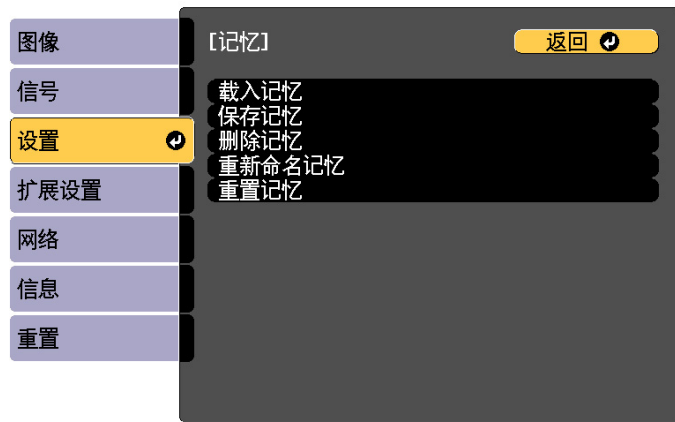 图像
信号
设置
扩展设置
网络
信息
重置
[记忆]
返回
载入记忆
保存记忆
删除记忆
重新命名记忆
重置记忆